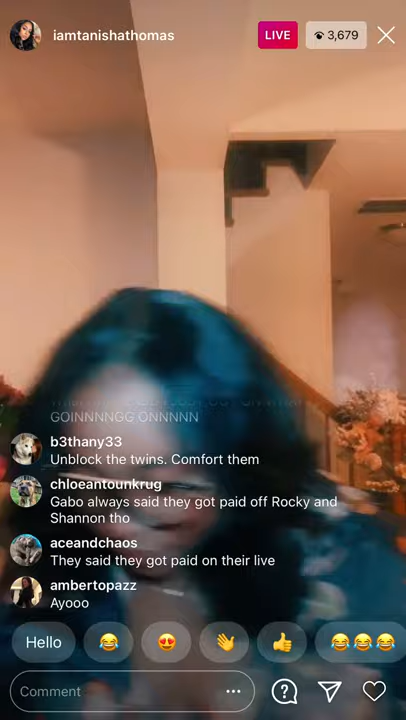 iamtanishathomas
LIVE
3,679
GOINNNNGG ONNNNN
b3thany33
Unblock the twins. Comfort them
chloeantounkrug
Gabo always said they got paid off Rocky and
Shannon tho
aceandchaos
They said they got paid on their live
ambertopazz
Ayooo
Hello
Comment